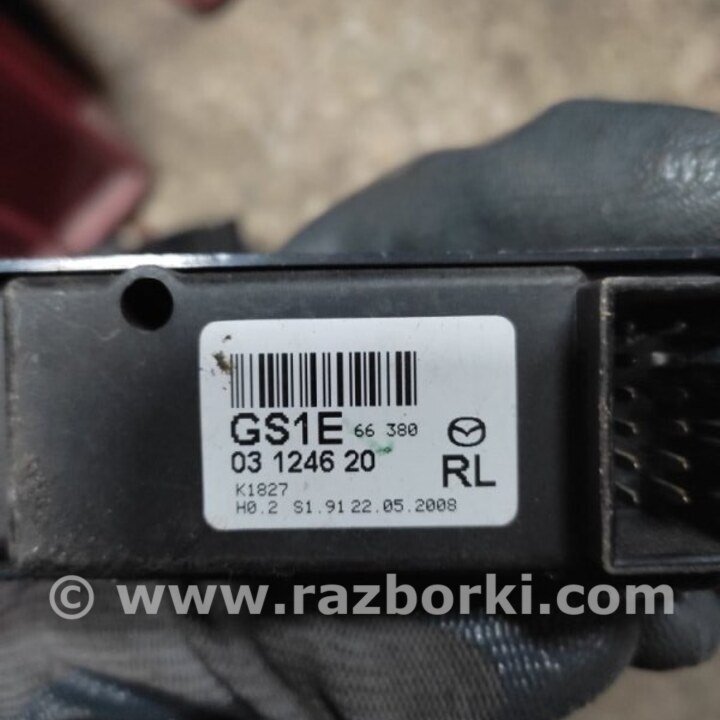 GS1E 66 380
03 1246 20
RL
K1827
H0.2 S1.91 22.05.2008
© www.razborki.com